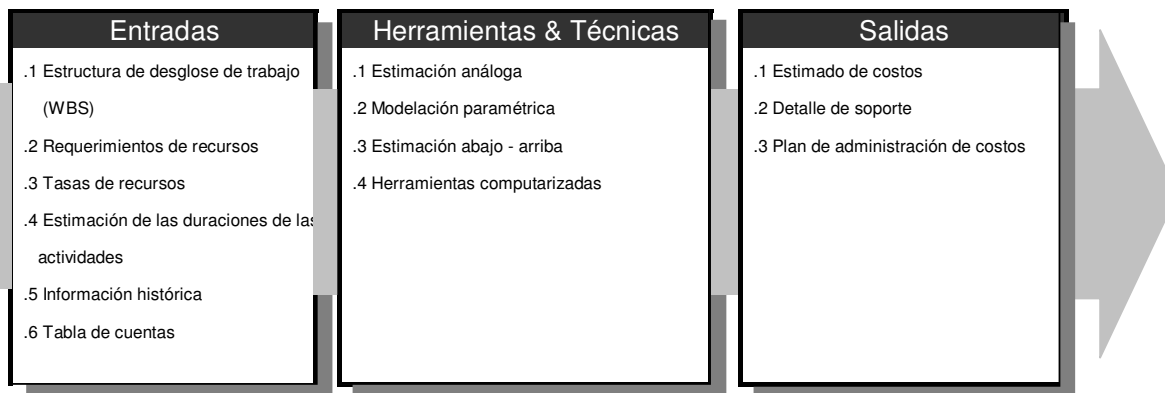 Entradas
.1 Estructura de desglose de trabajo
(WBS)
.2 Requerimientos de recursos
.3 Tasas de recursos
.4 Estimación de las duraciones de las
actividades
.5 Información histórica
.6 Tabla de cuentas
Herramientas & Técnicas
.1 Estimación análoga
.2 Modelación paramétrica
.3 Estimación abajo - arriba
.4 Herramientas computarizadas
Salidas
.1 Estimado de costos
.2 Detalle de soporte
.3 Plan de administración de costos